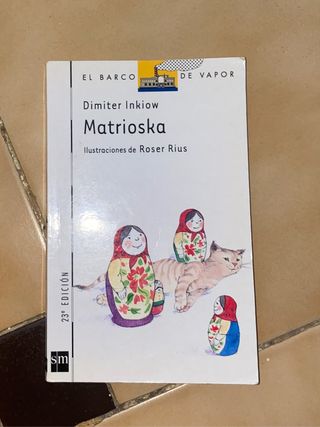 EL BARCO DE VAPOR
Dimiter Inkiow
Matrioska
Ilustraciones de Roser Rius
23ª EDICIÓN
sm